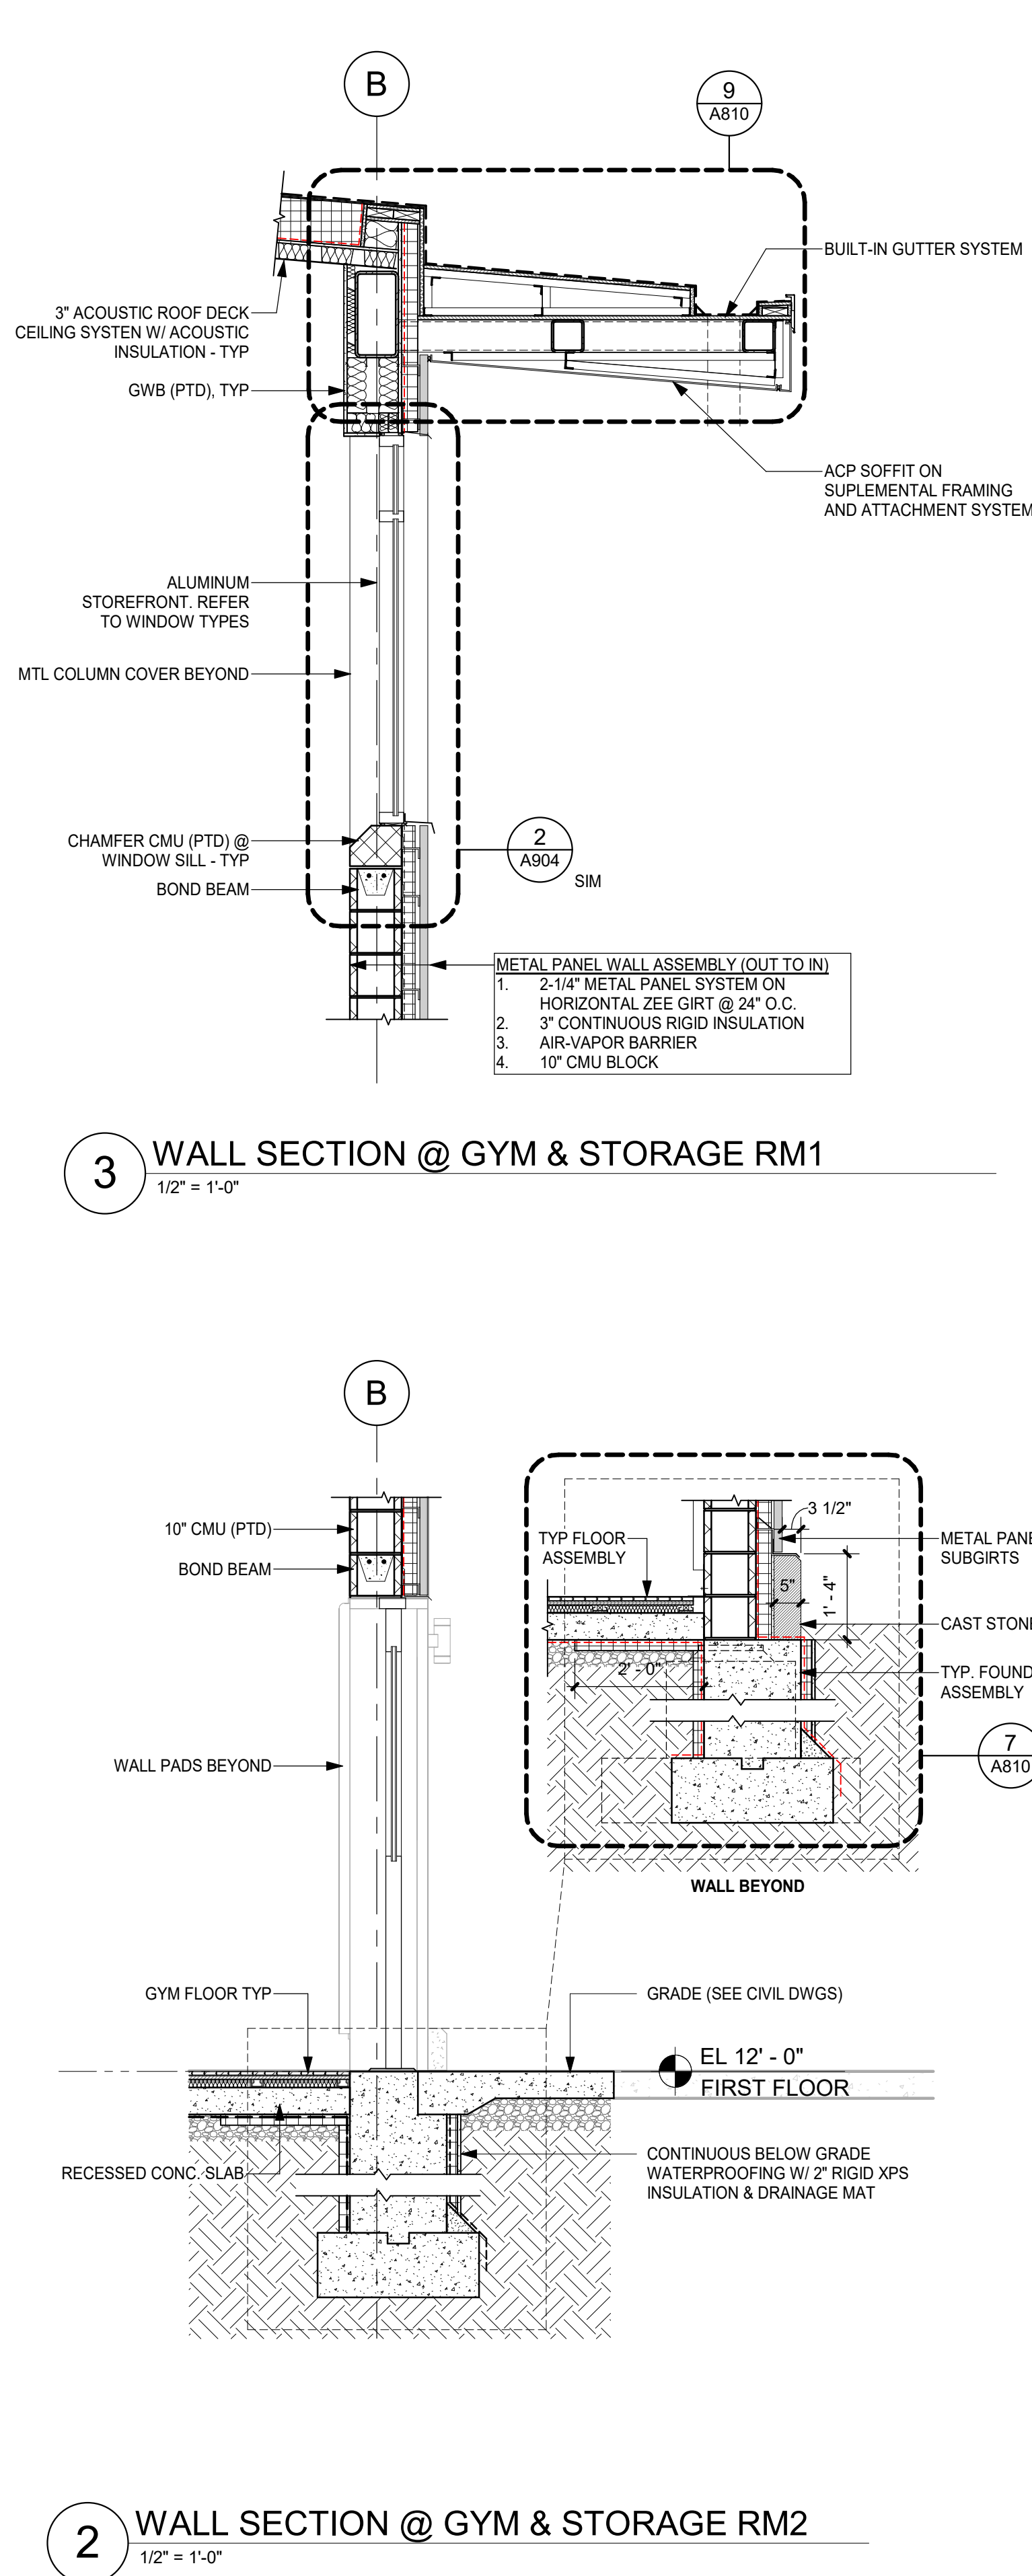 B
9
A810
BUILT-IN GUTTER SYSTEM
3" ACOUSTIC ROOF DECK
CEILING SYSTEN W/ ACOUSTIC
INSULATION - TYP
GWB (PTD), TYP
ACP SOFFIT ON
SUPLEMENTAL FRAMING
AND ATTACHMENT SYSTEM
ALUMINUM
STOREFRONT. REFER
TO WINDOW TYPES
MTL COLUMN COVER BEYOND
CHAMFER CMU (PTD) @
WINDOW SILL - TYP
BOND BEAM
2
A904
SIM
METAL PANEL WALL ASSEMBLY (OUT TO IN)
1. 2-1/4" METAL PANEL SYSTEM ON
HORIZONTAL ZEE GIRT @ 24" O.C.
2. 3" CONTINUOUS RIGID INSULATION
3. AIR-VAPOR BARRIER
4. 10" CMU BLOCK
3
WALL SECTION @ GYM & STORAGE RM1
1/2" = 1'-0"
B
10" CMU (PTD)
BOND BEAM
TYP FLOOR
ASSEMBLY
3 1/2"
METAL PANE
SUBGIRTS
5"
1' - 4"
CAST STONE
2' - 0"
TYP. FOUND
ASSEMBLY
7
A810
WALL PADS BEYOND
WALL BEYOND
GYM FLOOR TYP
GRADE (SEE CIVIL DWGS)
EL 12' - 0"
FIRST FLOOR
RECESSED CONC. SLAB
CONTINUOUS BELOW GRADE
WATERPROOFING W/ 2" RIGID XPS
INSULATION & DRAINAGE MAT
2
WALL SECTION @ GYM & STORAGE RM2
1/2" = 1'-0"